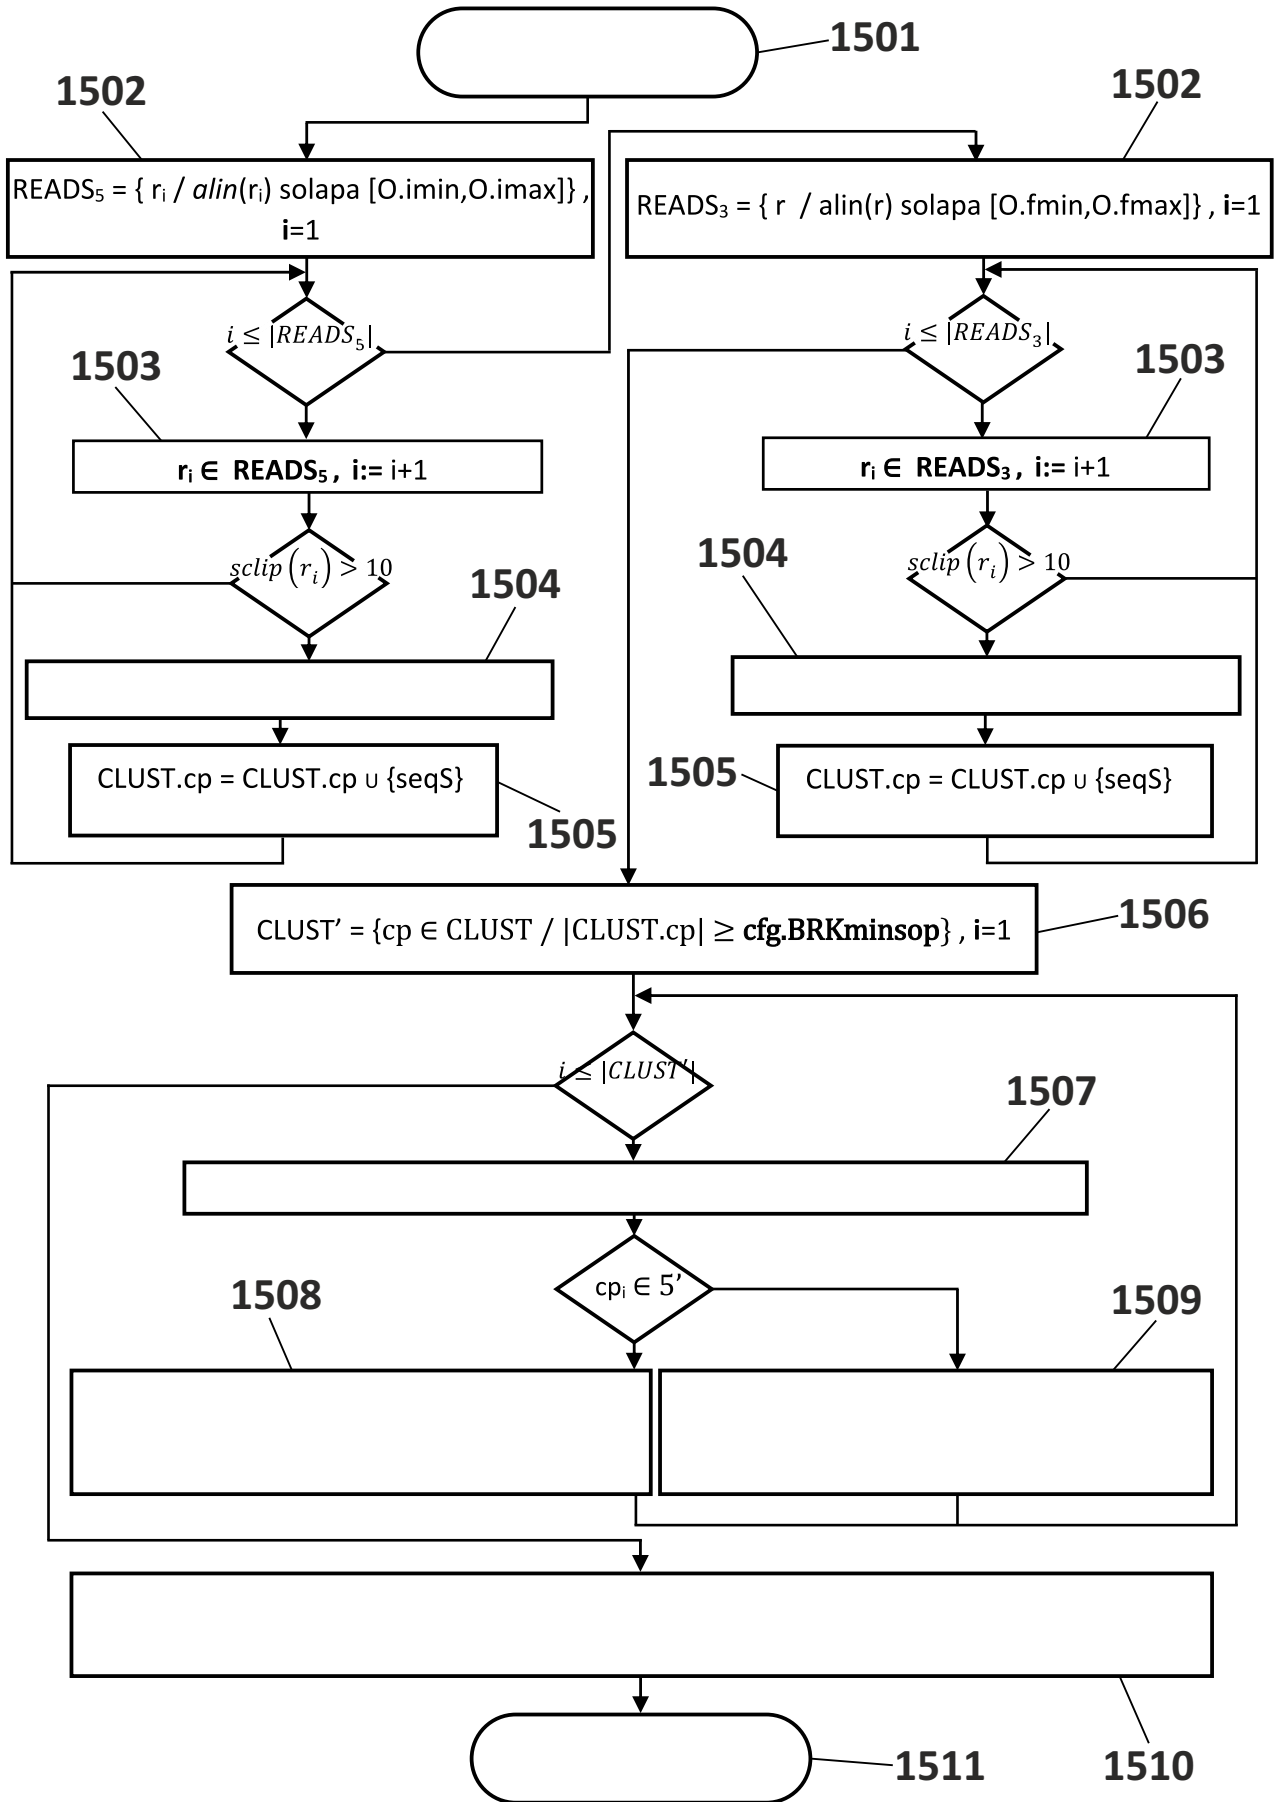 1501
1502
1502
READS₅ = { rᵢ / alin(rᵢ) solapa [O.imin,O.imax]} ,
i=1
READS₃ = { r / alin(r) solapa [O.fmin,O.fmax]} , i=1
i ≤ |READS₅|
i ≤ |READS₃|
1503
1503
rᵢ ∈ READS₅ , i:= i+1
rᵢ ∈ READS₃ , i:= i+1
sclip (rᵢ) > 10
sclip (rᵢ) > 10
1504
1504
CLUST.cp = CLUST.cp ∪ {seqS}
CLUST.cp = CLUST.cp ∪ {seqS}
1505
1505
CLUST’ = {cp ∈ CLUST / |CLUST.cp| ≥ cfg.BRKminsop} , i=1
1506
i ≤ |CLUST'|
1507
cpᵢ ∈ 5’
1508
1509
1510
1511